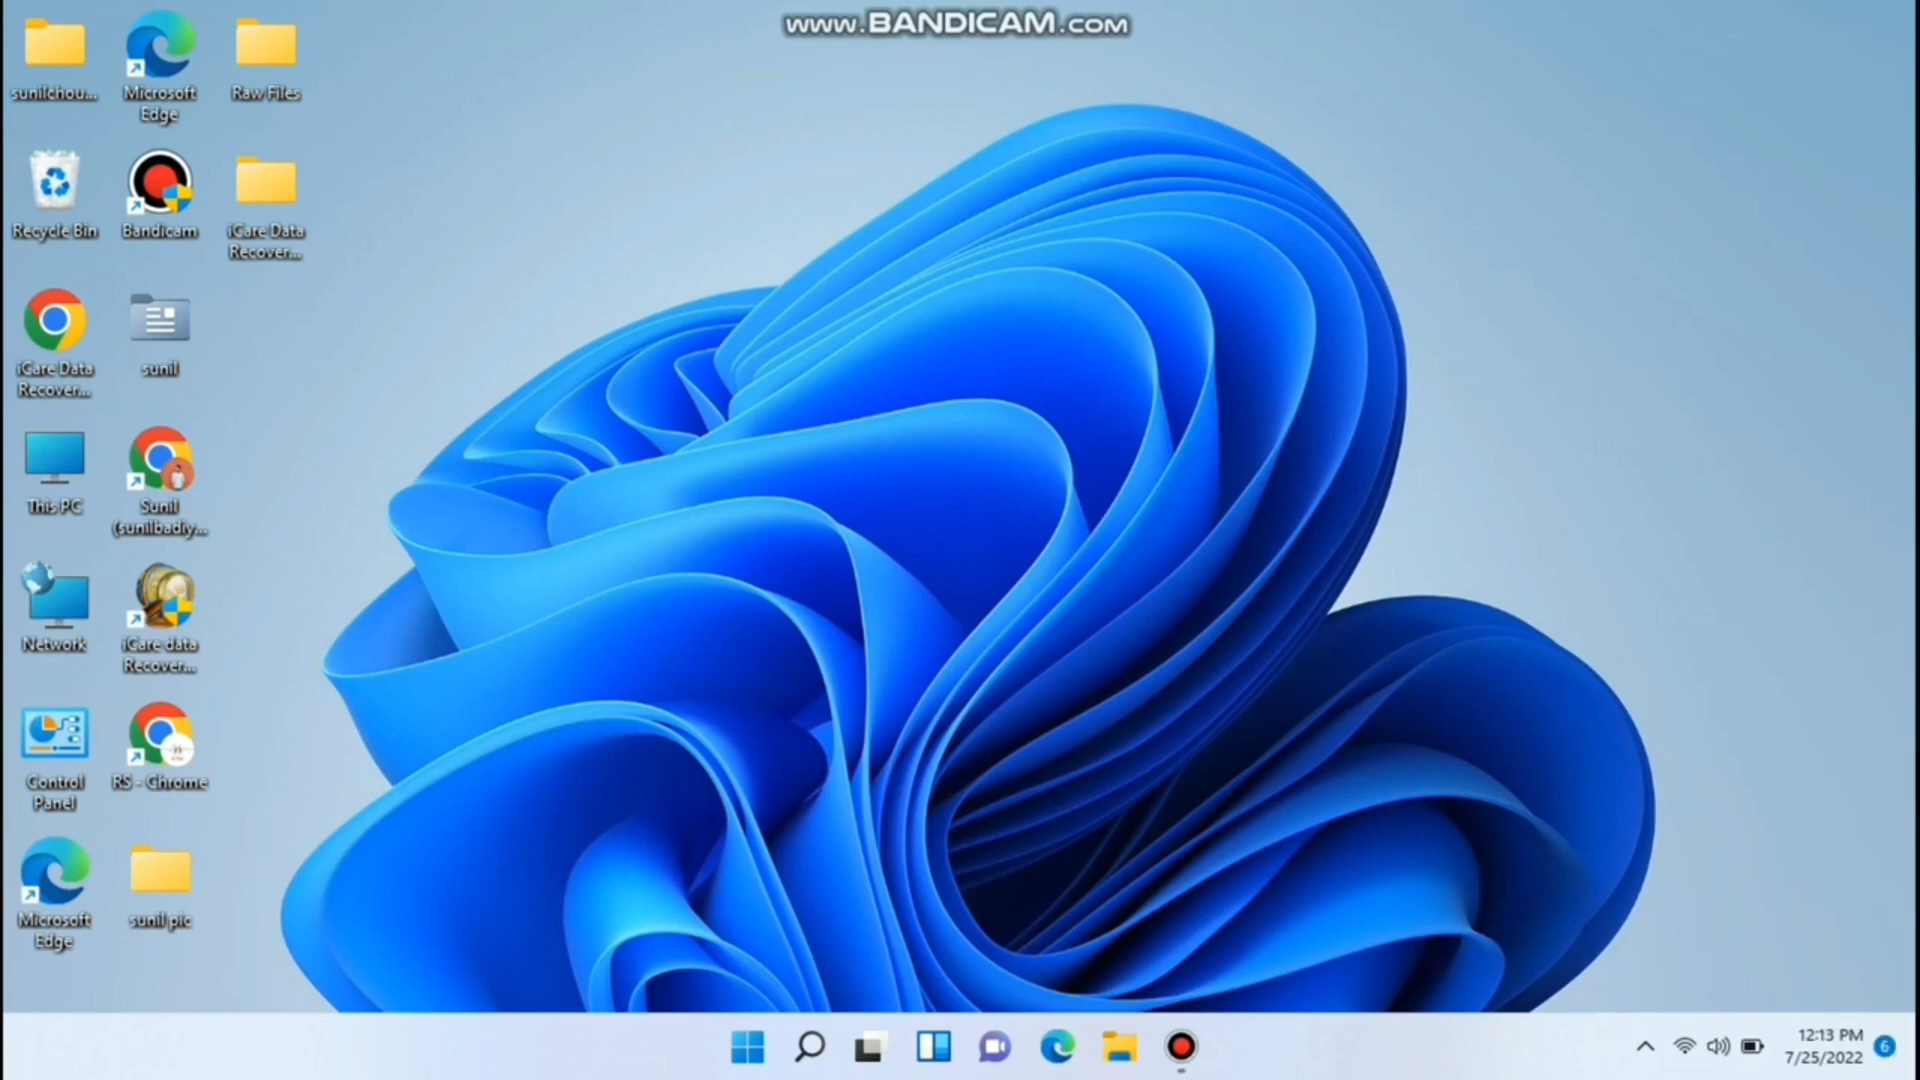 www.BANDICAM.com
sunilchou...
Microsoft
Edge
Raw Files
Recycle Bin
Bandicam
iCare Data
Recover...
iCare Data
Recover...
sunil
This PC
Sunil
(sunilbadiy...
Network
iCare data
Recover...
Control
Panel
RS - Chrome
Microsoft
Edge
sunil pic
12:13 PM
7/25/2022
6